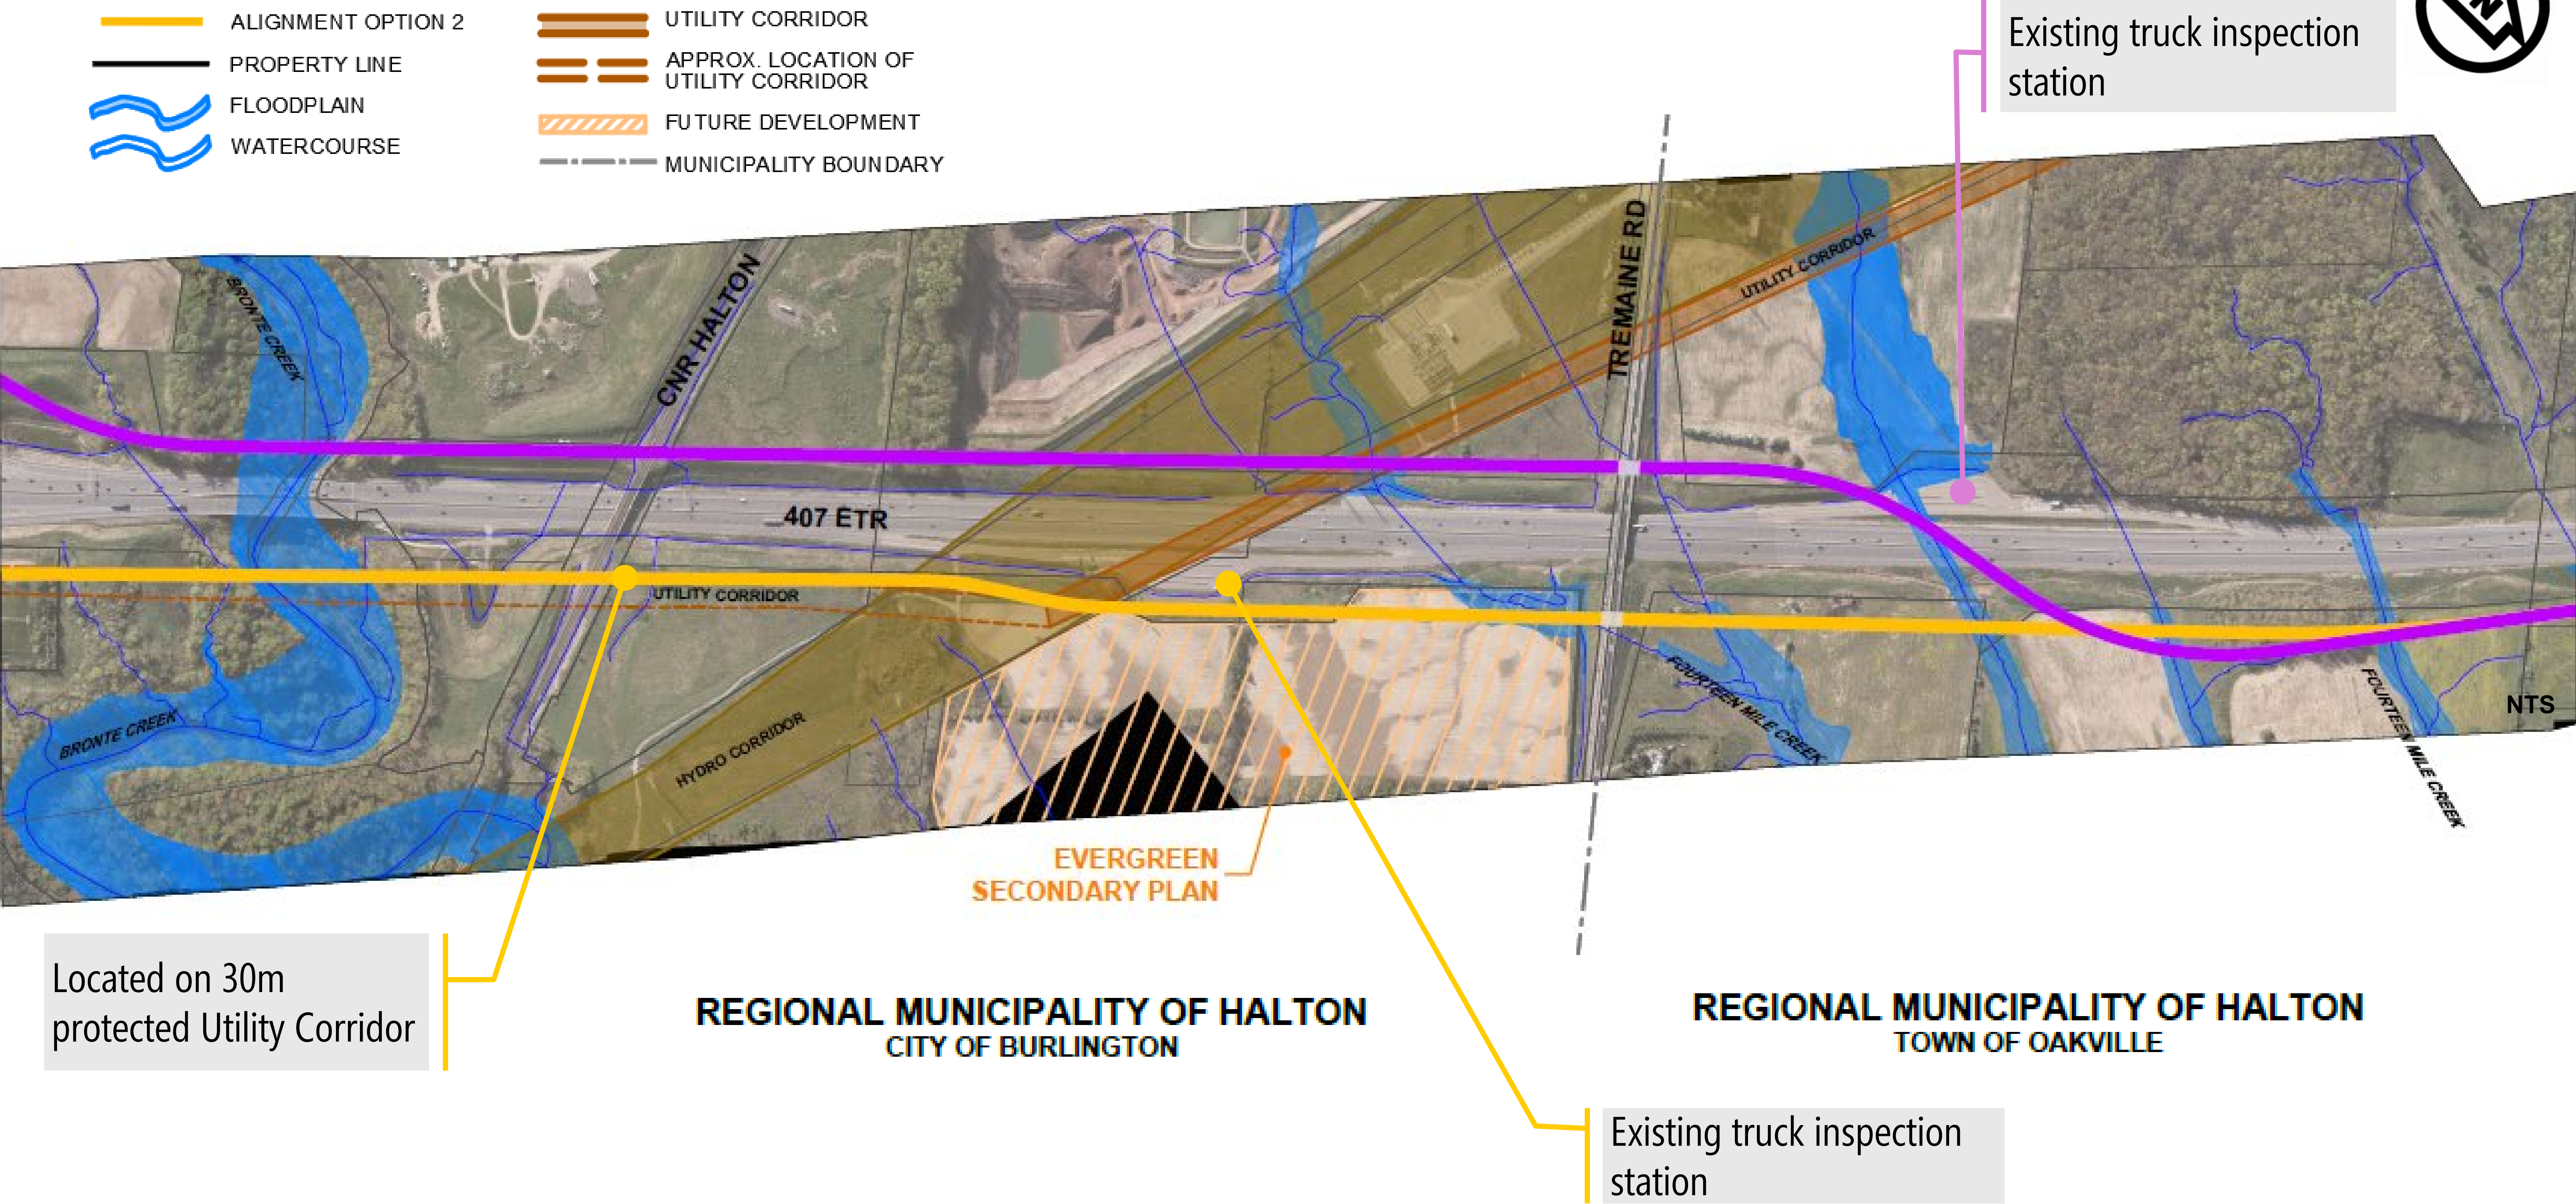 ALIGNMENT OPTION 2
PROPERTY LINE
FLOODPLAIN
WATERCOURSE
UTILITY CORRIDOR
APPROX. LOCATION OF
UTILITY CORRIDOR
FUTURE DEVELOPMENT
MUNICIPALITY BOUNDARY
Existing truck inspection
station
N
BRONTE CREEK
CNR HALTON
TREMAINE RD
UTILITY CORRIDOR
407 ETR
UTILITY CORRIDOR
HYDRO CORRIDOR
BRONTE CREEK
FOURTEEN MILE CREEK
FOURTEEN MILE CREEK
NTS
EVERGREEN
SECONDARY PLAN
Located on 30m
protected Utility Corridor
REGIONAL MUNICIPALITY OF HALTON
CITY OF BURLINGTON
REGIONAL MUNICIPALITY OF HALTON
TOWN OF OAKVILLE
Existing truck inspection
station